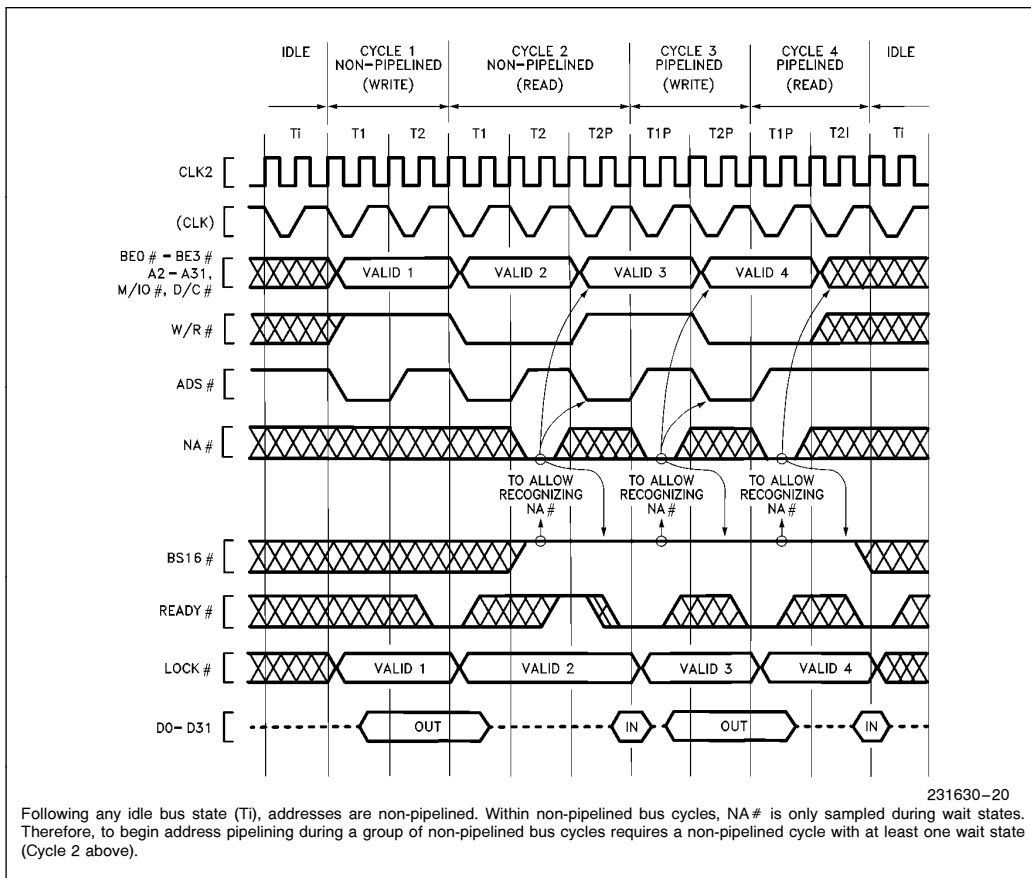 IDLE CYCLE 1 CYCLE 2 CYCLE 3 CYCLE 4 IDLE
NON-PIPELINED NON-PIPELINED PIPELINED PIPELINED
(WRITE) (READ) (WRITE) (READ)
Ti T1 T2 T1 T2 T2P T1P T2P T1P T2I Ti
CLK2
(CLK)
BE0 # - BE3 #
A2 - A31,
M/IO #, D/C #
VALID 1 VALID 2 VALID 3 VALID 4
W/R #
ADS #
NA #
TO ALLOW TO ALLOW TO ALLOW
RECOGNIZING RECOGNIZING RECOGNIZING
NA # NA # NA #
BS16 #
READY #
LOCK # VALID 1 VALID 2 VALID 3 VALID 4
D0 - D31 OUT IN OUT IN
231630-20
Following any idle bus state (Ti), addresses are non-pipelined. Within non-pipelined bus cycles, NA# is only sampled during wait states.
Therefore, to begin address pipelining during a group of non-pipelined bus cycles requires a non-pipelined cycle with at least one wait state
(Cycle 2 above).